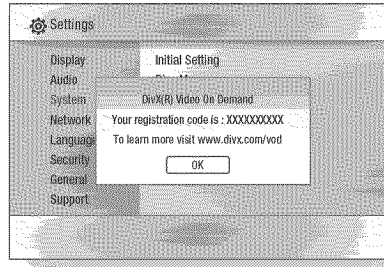 Settings
Display
Initial Setting
Audio
System
DivX(R) Video On Demand
Network
Your registration code is : XXXXXXXXXX
Language
To learn more visit www.divx.com/vod
Security
OK
General
Support